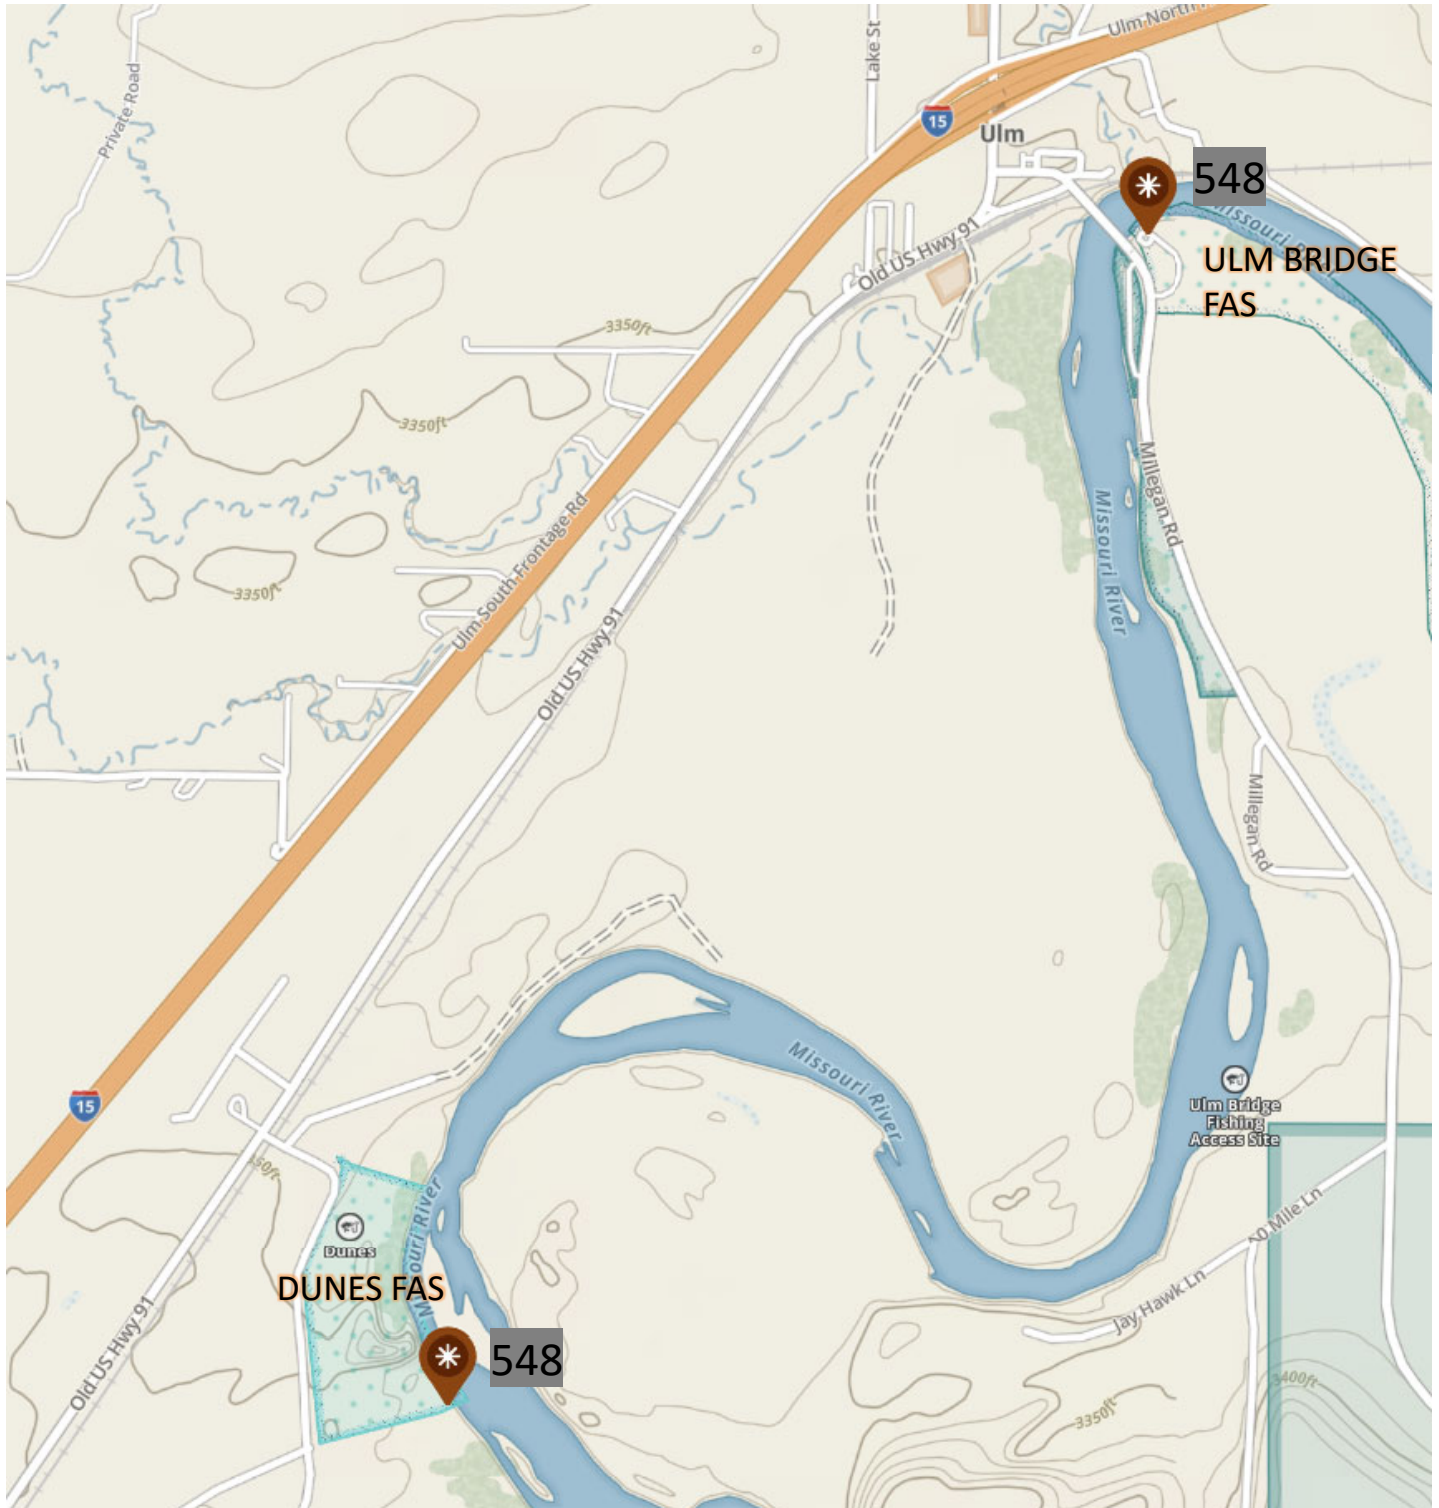 Ulm North
Lake St
Private Road
15
Ulm
548
Missouri
ULM BRIDGE
FAS
Old US Hwy 91
3350ft
3350ft
Millegan Rd
Missouri River
Ulm South Frontage Rd
3350ft
Old US Hwy 91
Millegan Rd
Missouri River
15
Ulm Bridge
Fishing
Access Site
Dunes
DUNES FAS
Mile Ln
Jay Hawk Ln
548
Old US Hwy 91
3400ft
3350ft